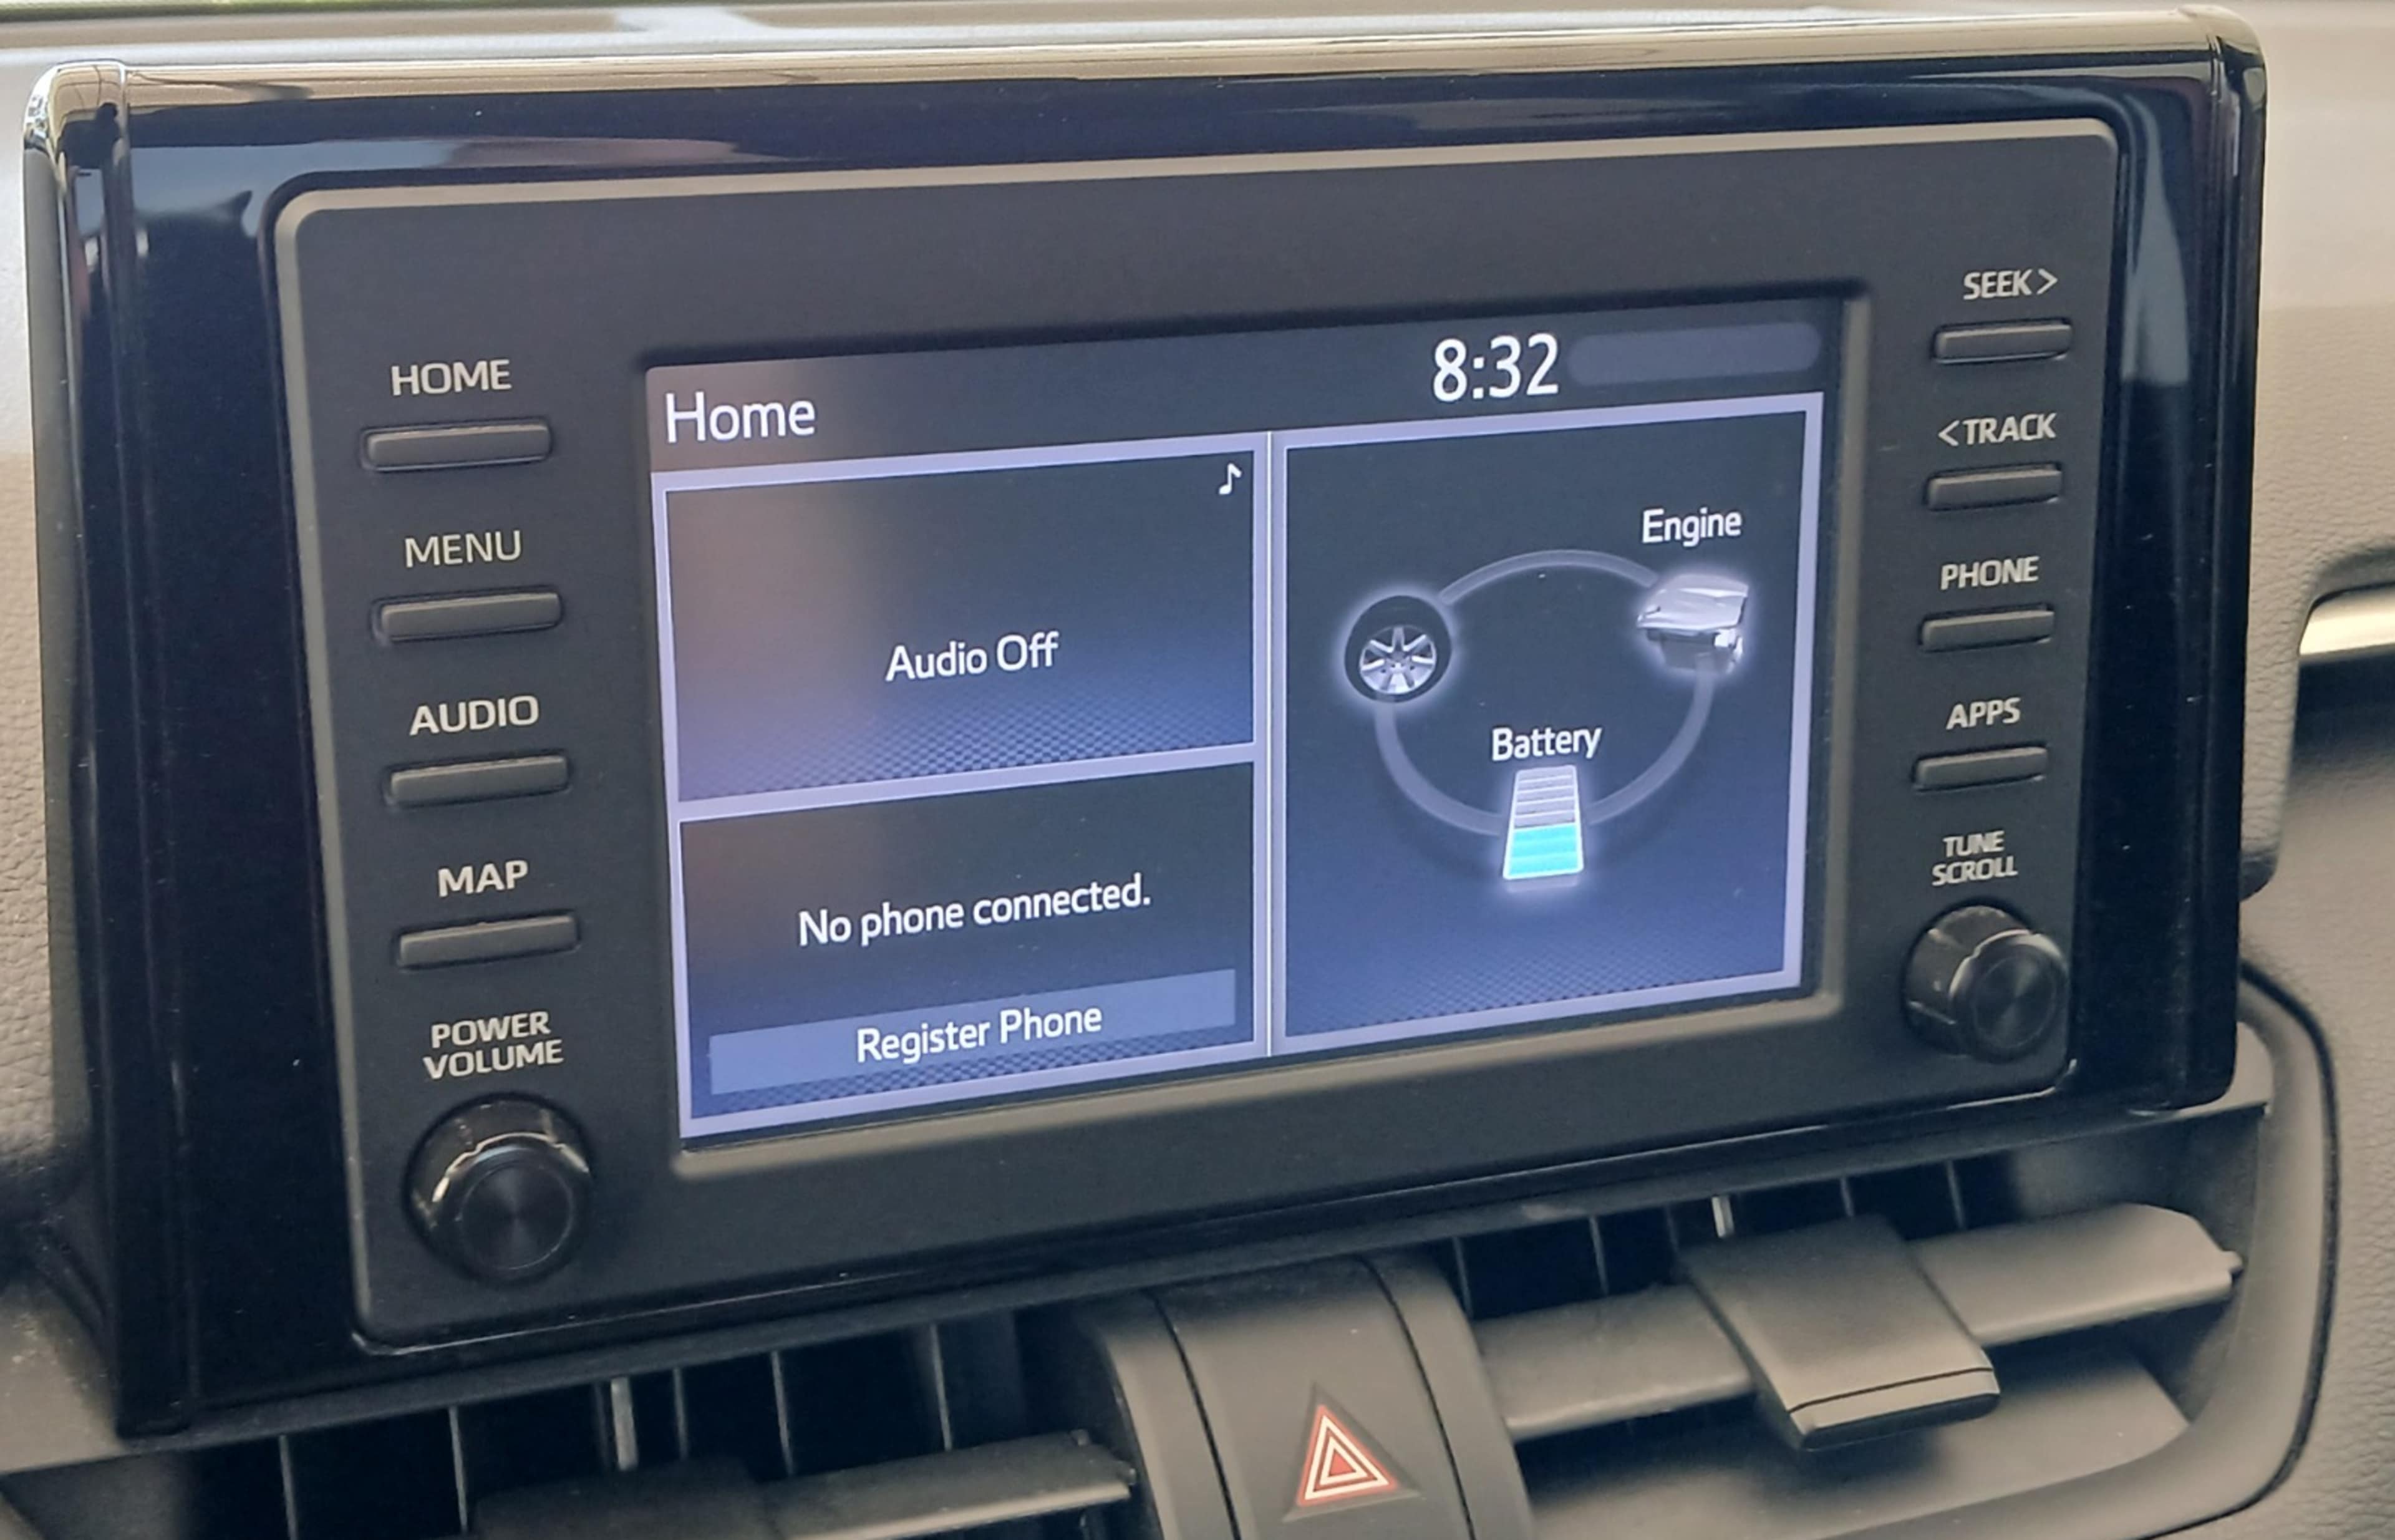 HOME
MENU
AUDIO
MAP
POWER
VOLUME
Home
8:32
Audio Off
No phone connected.
Register Phone
Engine
Battery
SEEK>
<TRACK
PHONE
APPS
TUNE
SCROLL